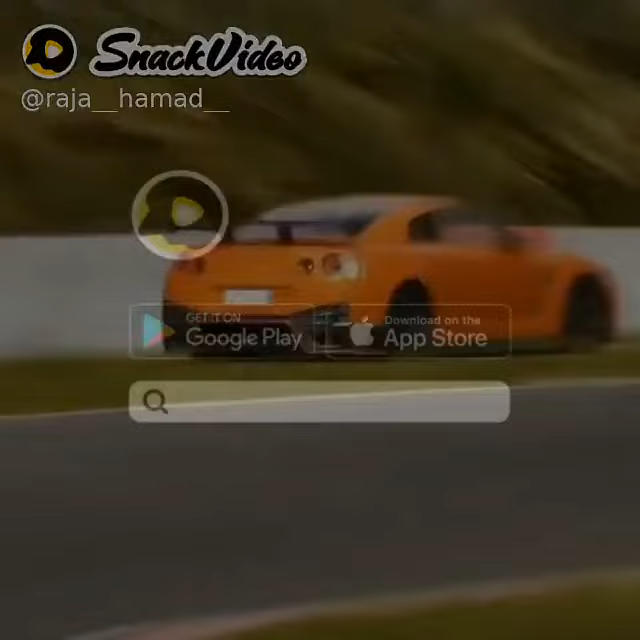 SnackVideo
@raja__hamad__
GET IT ON
Google Play
Download on the
App Store